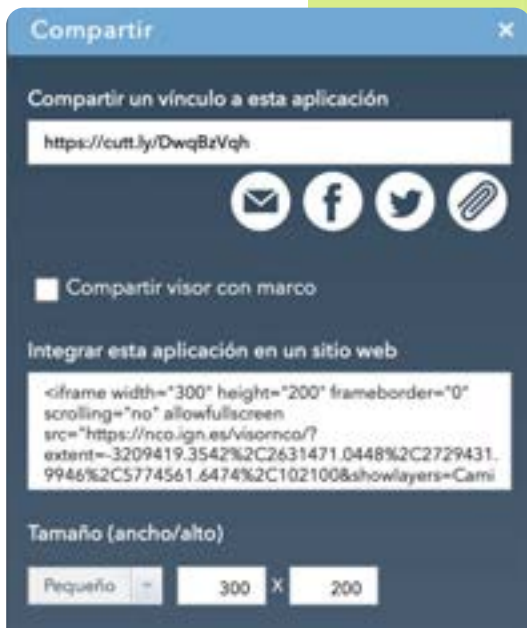 Compartir
Compartir un vínculo a esta aplicación
https://cutt.ly/DwqBzVqh
Compartir visor con marco
Integrar esta aplicación en un sitio web
<iframe width="300" height="200" frameborder="0"
scrolling="no" allowfullscreen
src="https://nco.ign.es/visornco/?
extent=-3209419.3542%2C2631471.0448%2C2729431.
9946%2C5774561.6474%2C102100&showlayers=Cami
Tamaño (ancho/alto)
Pequeño 300 X 200